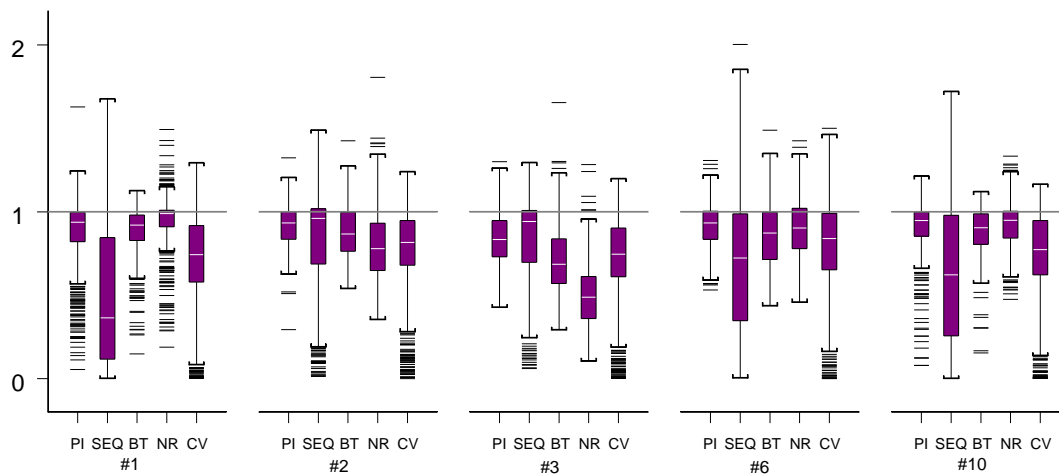 2
1
0
PI SEQ BT NR CV PI SEQ BT NR CV PI SEQ BT NR CV PI SEQ BT NR CV PI SEQ BT NR CV
#1 #2 #3 #6 #10